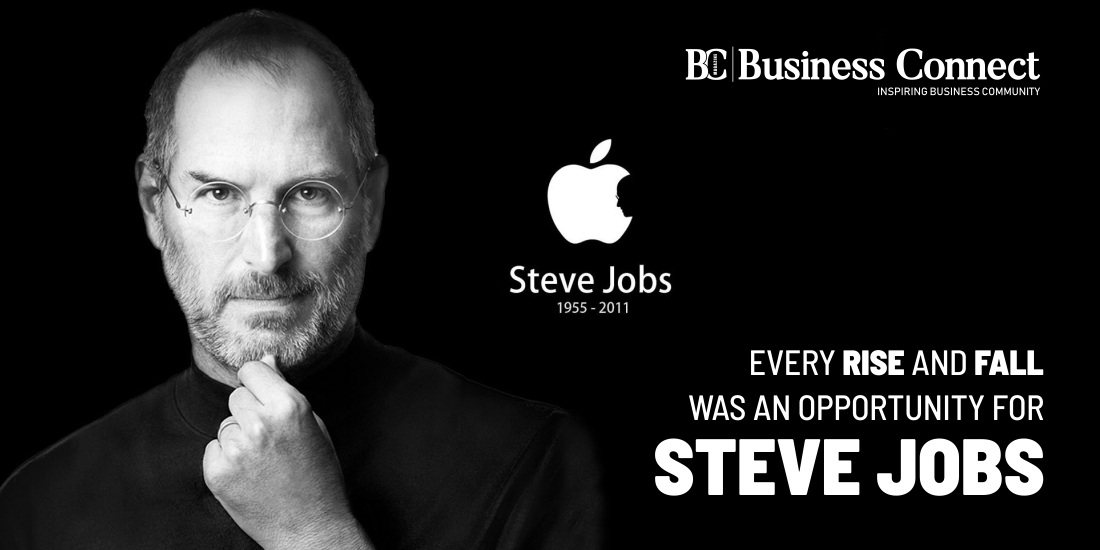 BC MAGAZINE Business Connect
INSPIRING BUSINESS COMMUNITY
Steve Jobs
1955 - 2011
EVERY RISE AND FALL
WAS AN OPPORTUNITY FOR
STEVE JOBS